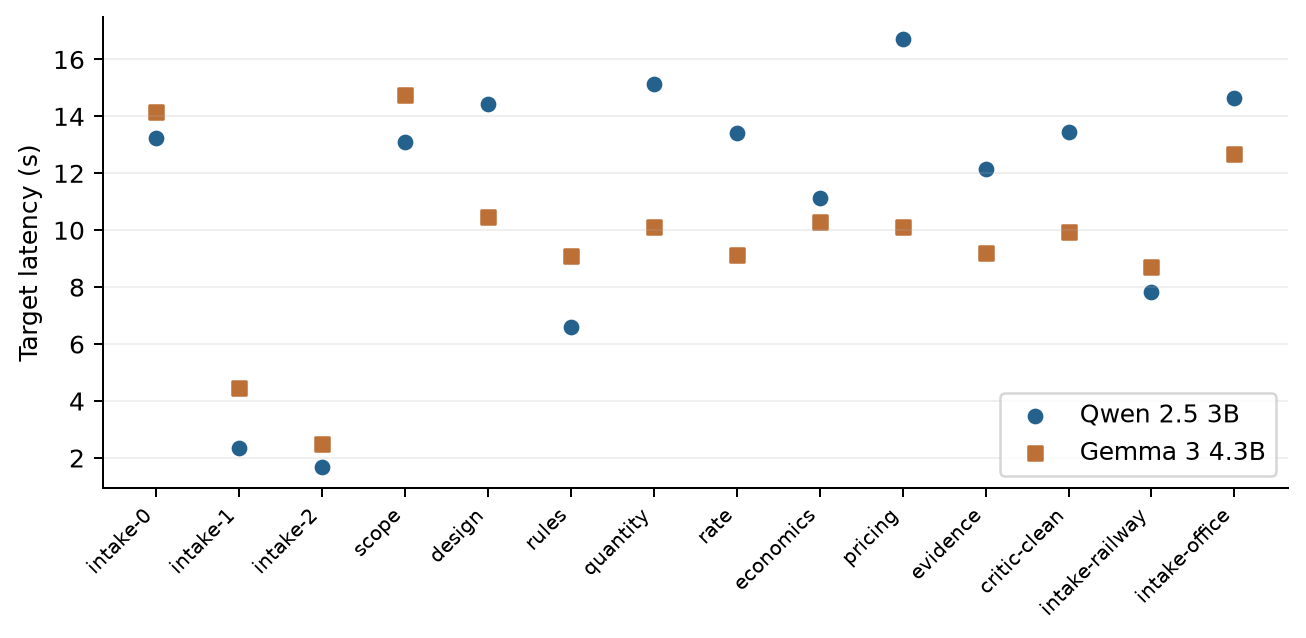 Target latency (s)
16
14
12
10
8
6
4
2
Qwen 2.5 3B
Gemma 3 4.3B
intake-0
intake-1
intake-2
scope
design
rules
quantity
rate
economics
pricing
evidence
critic-clean
intake-railway
intake-office